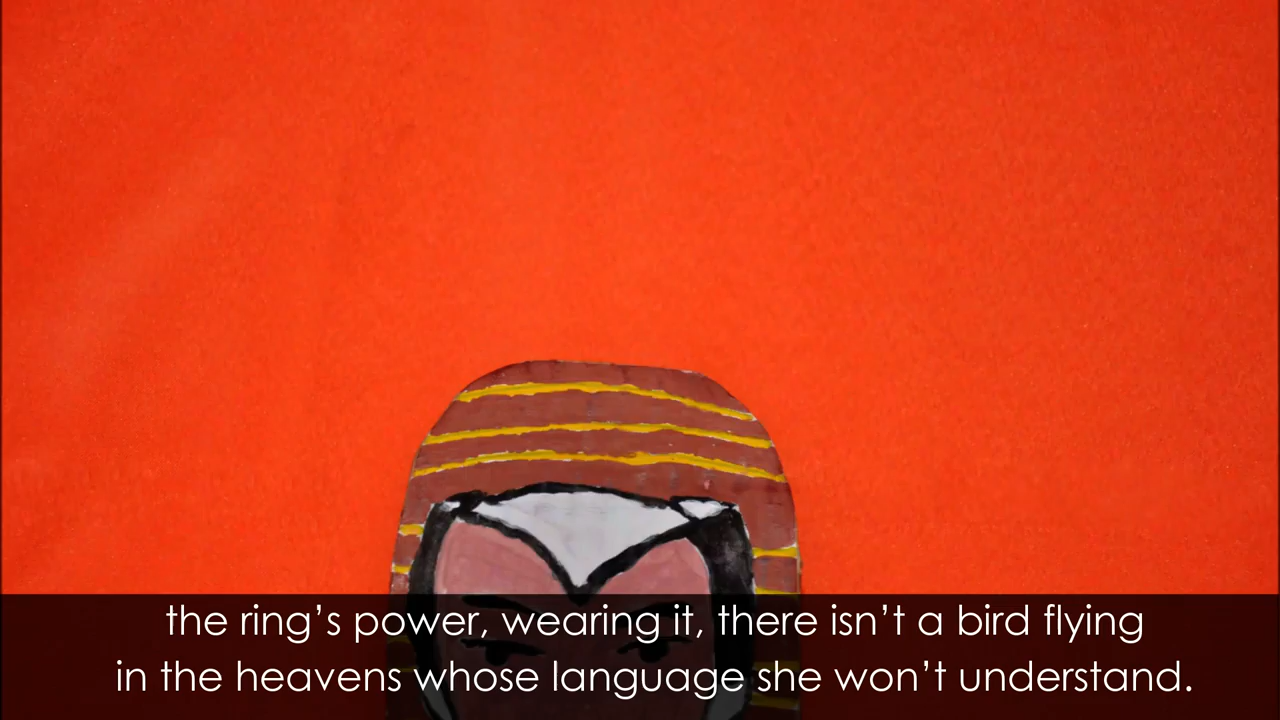 the ring’s power, wearing it, there isn’t a bird flying
in the heavens whose language she won’t understand.